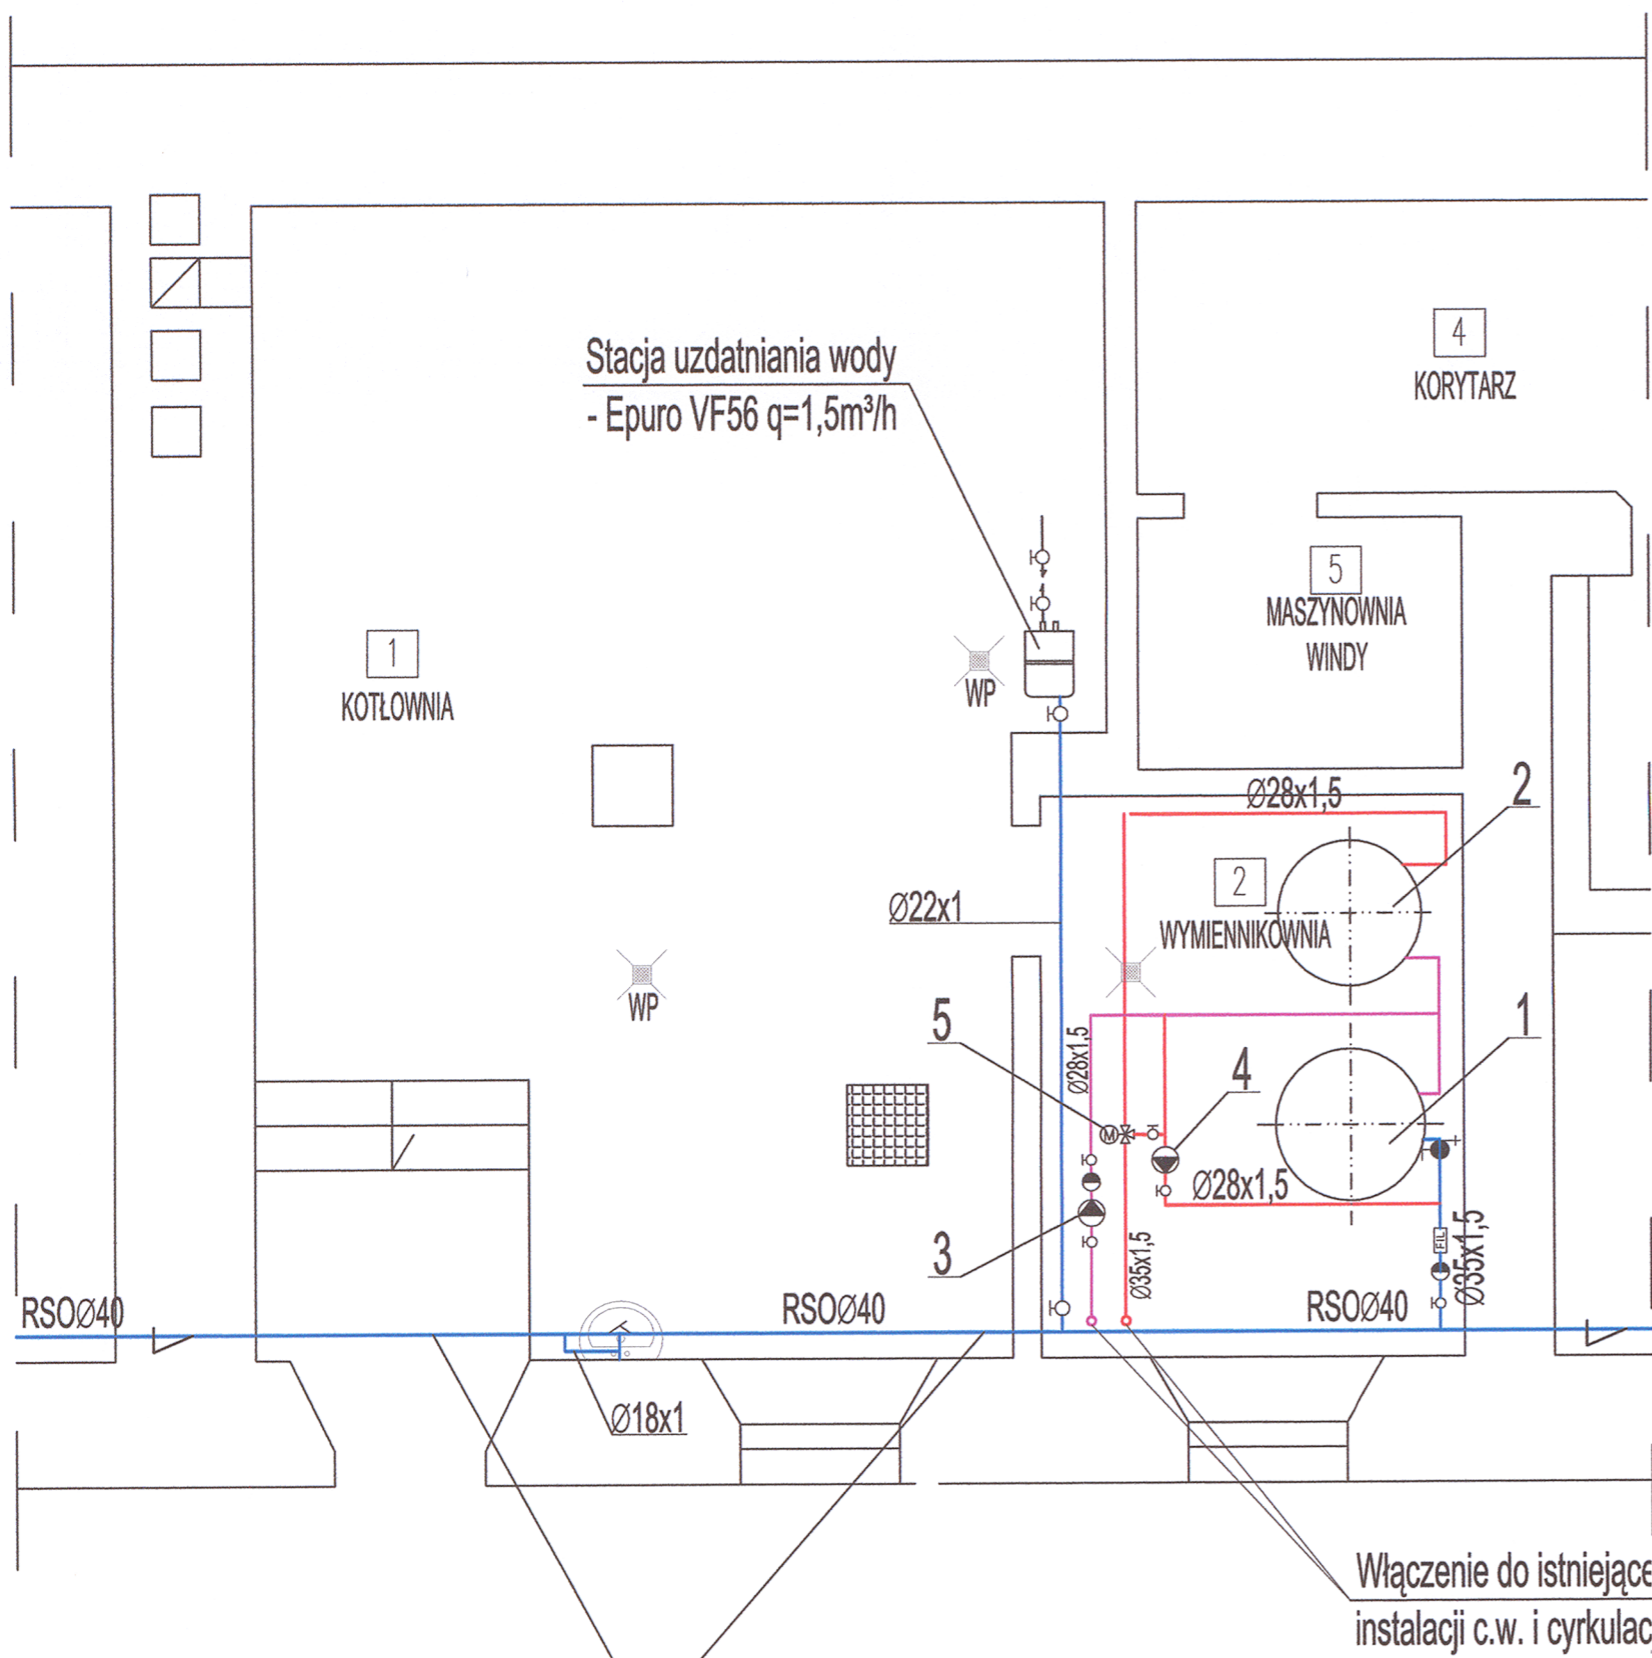 Stacja uzdatniania wody
- Epuro VF56 q=1,5m³/h
4
KORYTARZ
5
MASZYNOWNIA
WINDY
1
KOTŁOWNIA
WP
Ø28x1,5
2
2
WYMIENNIKOWNIA
Ø22x1
WP
5
Ø28x1,5
4
1
M
Ø28x1,5
3
Ø35x1,5
FIL
Ø35x1,5
RSOØ40
RSOØ40
RSOØ40
Ø18x1
Włączenie do istniejące
instalacji c.w. i cyrkulac